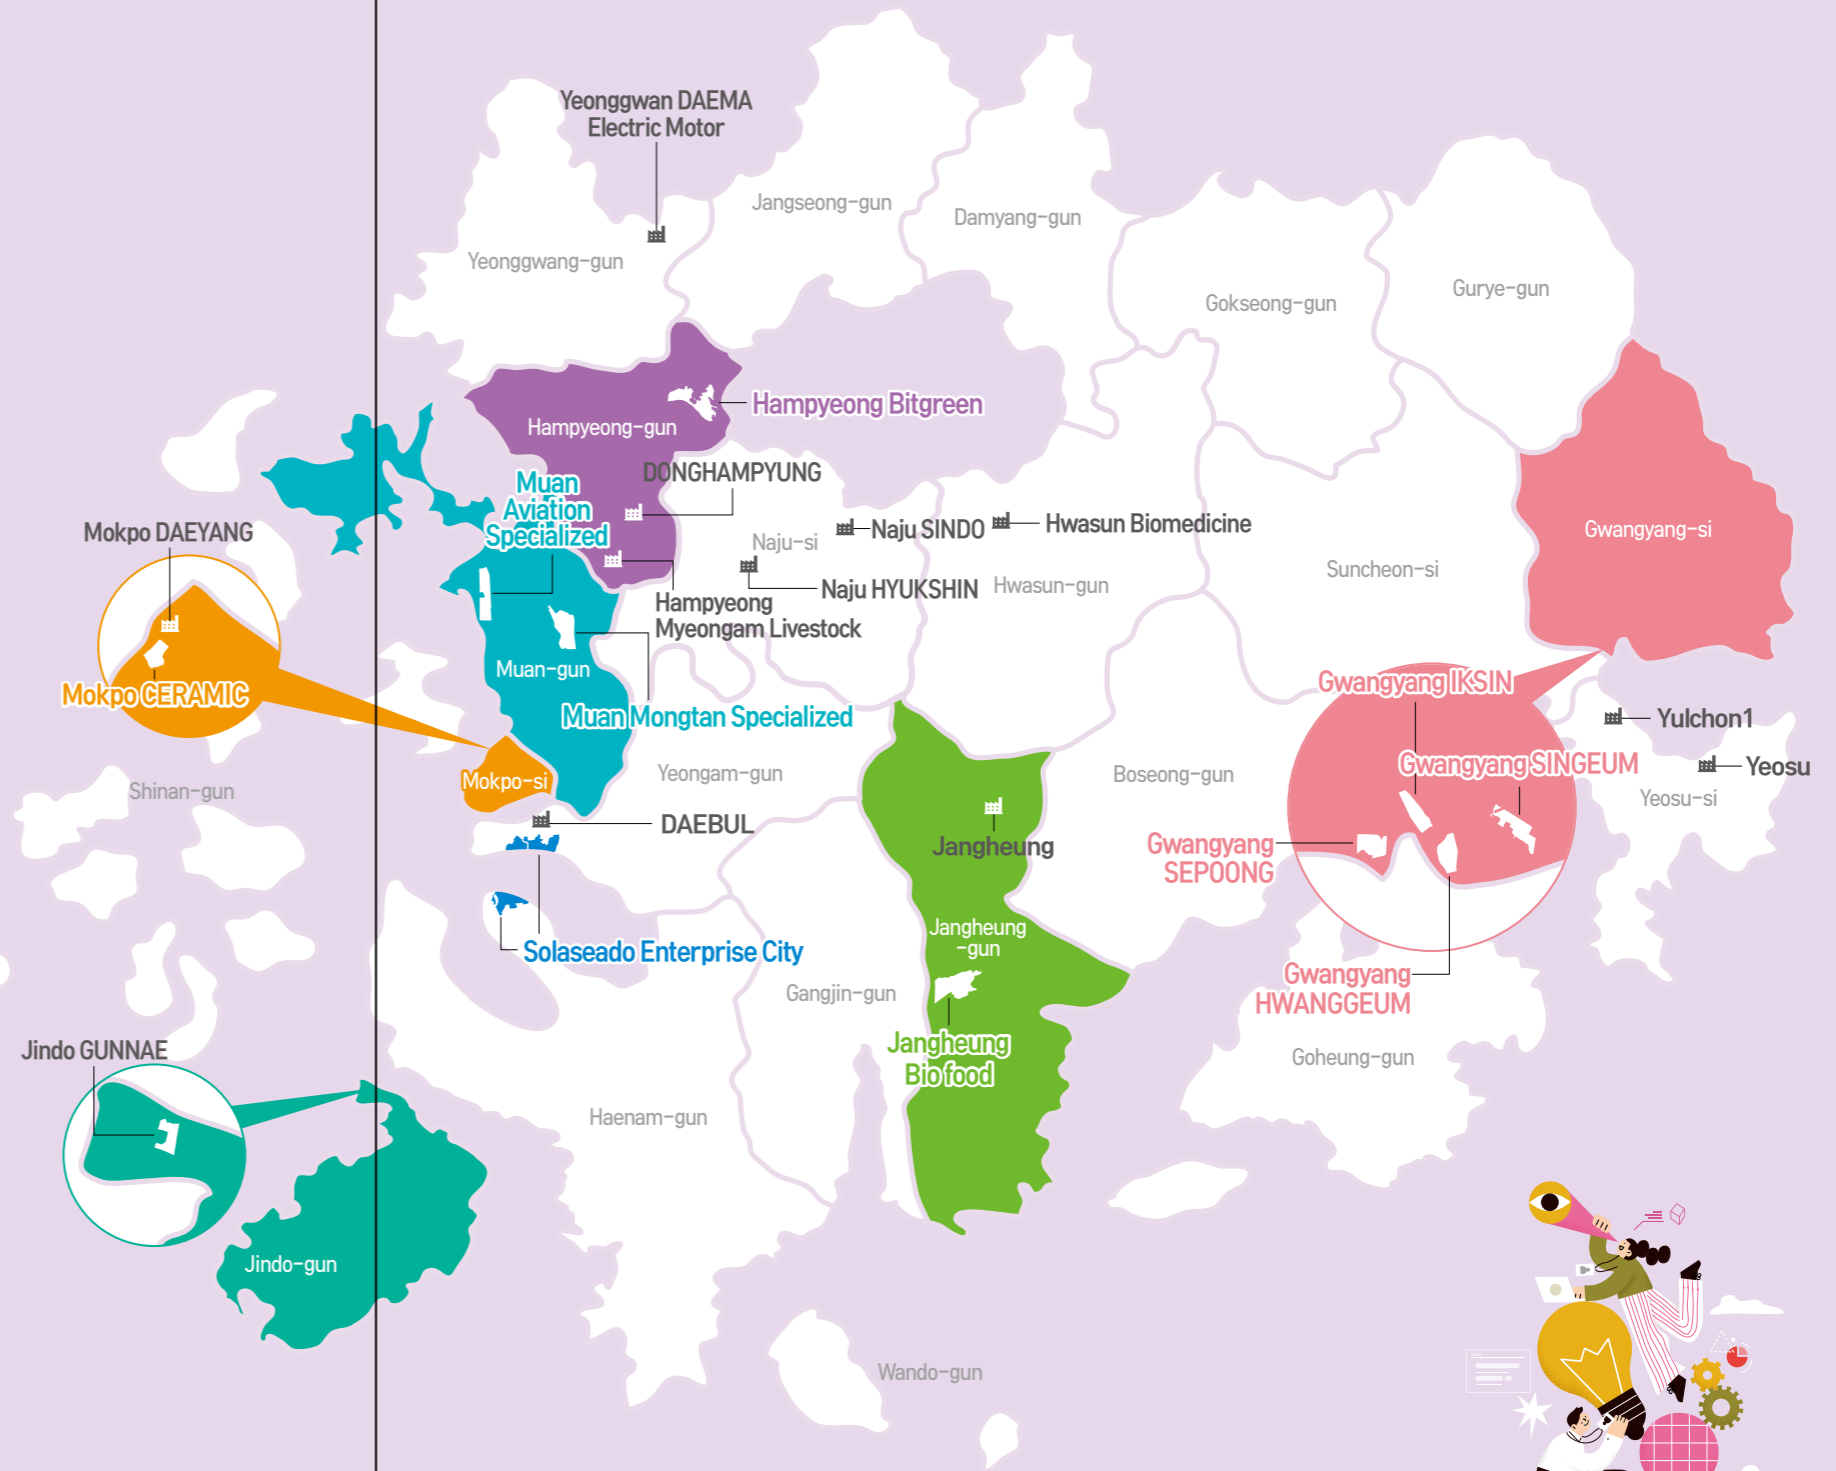 Yeonggwan DAEMA
Electric Motor
Jangseong-gun
Damyang-gun
Yeonggwang-gun
Gokseong-gun
Gurye-gun
Hampyeong Bitgreen
Hampyeong-gun
DONGHAMPYUNG
Muan
Aviation
Specialized
Mokpo DAEYANG
Naju-si
Naju SINDO
Hwasun Biomedicine
Gwangyang-si
Suncheon-si
Naju HYUKSHIN
Hwasun-gun
Hampyeong
Myeongam Livestock
Muan-gun
Mokpo CERAMIC
Gwangyang IKSIN
Muan Mongtan Specialized
Yulchon1
Yeongam-gun
Boseong-gun
Gwangyang SINGEUM
Yeosu
Mokpo-si
Shinan-gun
Yeosu-si
DAEBUL
Jangheung
Gwangyang
SEPOONG
Jangheung
-gun
Solaseado Enterprise City
Gangjin-gun
Gwangyang
HWANGGEUM
Jangheung
Bio food
Jindo GUNNAE
Goheung-gun
Haenam-gun
Jindo-gun
Wando-gun